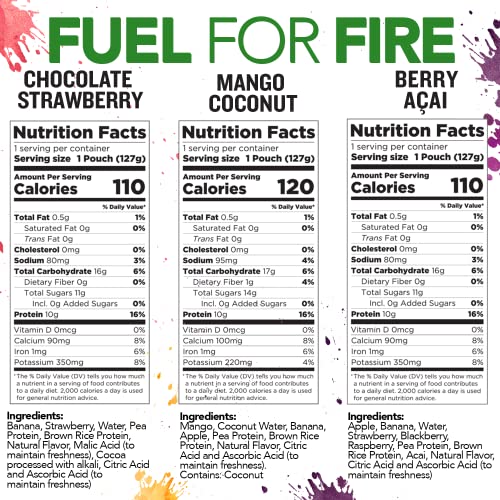 FUEL FOR FIRE
CHOCOLATE
STRAWBERRY
Nutrition Facts
1 serving per container
Serving size 1 Pouch (127g)
Amount Per Serving
Calories 110
% Daily Value*
Total Fat 0.5g 1%
Saturated Fat 0g 0%
Trans Fat 0g
Cholesterol 0mg 0%
Sodium 80mg 3%
Total Carbohydrate 16g 6%
Dietary Fiber 0g 0%
Total Sugars 11g
Incl. 0g Added Sugars 0%
Protein 10g 16%
Vitamin D 0mcg 0%
Calcium 90mg 8%
Iron 1mg 6%
Potassium 350mg 8%
*The % Daily Value (DV) tells you how much
a nutrient in a serving of food contributes
to a daily diet. 2,000 calories a day is used
for general nutrition advice.
Ingredients:
Banana, Strawberry, Water, Pea
Protein, Brown Rice Protein,
Natural Flavor, Malic Acid (to
maintain freshness), Cocoa
processed with alkali, Citric Acid
and Ascorbic Acid (to maintain
freshness)
MANGO
COCONUT
Nutrition Facts
1 serving per container
Serving size 1 Pouch (127g)
Amount Per Serving
Calories 120
% Daily Value*
Total Fat 0.5g 1%
Saturated Fat 0g 0%
Trans Fat 0g
Cholesterol 0mg 0%
Sodium 95mg 4%
Total Carbohydrate 17g 6%
Dietary Fiber 1g 4%
Total Sugars 14g
Incl. 0g Added Sugars 0%
Protein 10g 16%
Vitamin D 0mcg 0%
Calcium 100mg 8%
Iron 1mg 6%
Potassium 220mg 4%
*The % Daily Value (DV) tells you how much
a nutrient in a serving of food contributes
to a daily diet. 2,000 calories a day is used
for general nutrition advice.
Ingredients:
Mango, Coconut Water, Banana,
Apple, Pea Protein, Brown Rice
Protein, Natural Flavor, Citric
Acid and Ascorbic Acid (to
maintain freshness).
Contains: Coconut
BERRY
AÇAI
Nutrition Facts
1 serving per container
Serving size 1 Pouch (127g)
Amount Per Serving
Calories 110
% Daily Value*
Total Fat 0.5g 1%
Saturated Fat 0g 0%
Trans Fat 0g
Cholesterol 0mg 0%
Sodium 80mg 3%
Total Carbohydrate 16g 6%
Dietary Fiber 0g 0%
Total Sugars 11g
Incl. 0g Added Sugars 0%
Protein 10g 16%
Vitamin D 0mcg 0%
Calcium 90mg 8%
Iron 1mg 6%
Potassium 350mg 8%
*The % Daily Value (DV) tells you how much
a nutrient in a serving of food contributes
to a daily diet. 2,000 calories a day is used
for general nutrition advice.
Ingredients:
Apple, Banana, Water,
Strawberry, Blackberry,
Raspberry, Pea Protein, Brown
Rice Protein, Acai, Natural Flavor,
Citric Acid and Ascorbic Acid (to
maintain freshness).